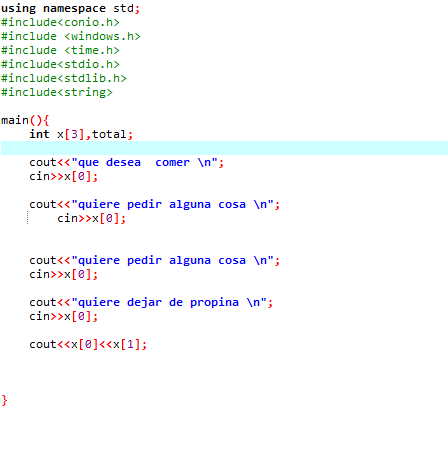 using namespace std;
#include<conio.h>
#include <windows.h>
#include <time.h>
#include<stdio.h>
#include<stdlib.h>
#include<string>
main(){
int x[3],total;
cout<<"que desea  comer \n";
cin>>x[0];
cout<<"quiere pedir alguna cosa \n";
cin>>x[0];
cout<<"quiere pedir alguna cosa \n";
cin>>x[0];
cout<<"quiere dejar de propina \n";
cin>>x[0];
cout<<x[0]<<x[1];
}